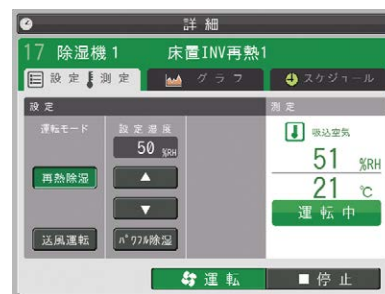 詳細
17 除湿機1 床置INV再熱1
設定 測定
グラフ
スケジュール
設定
測定
運転モード
設定湿度
吸込空気
50 %RH
51 %RH
再熱除湿
▲
21 ℃
▼
運転中
送風運転
パワフル除湿
運転
■停止